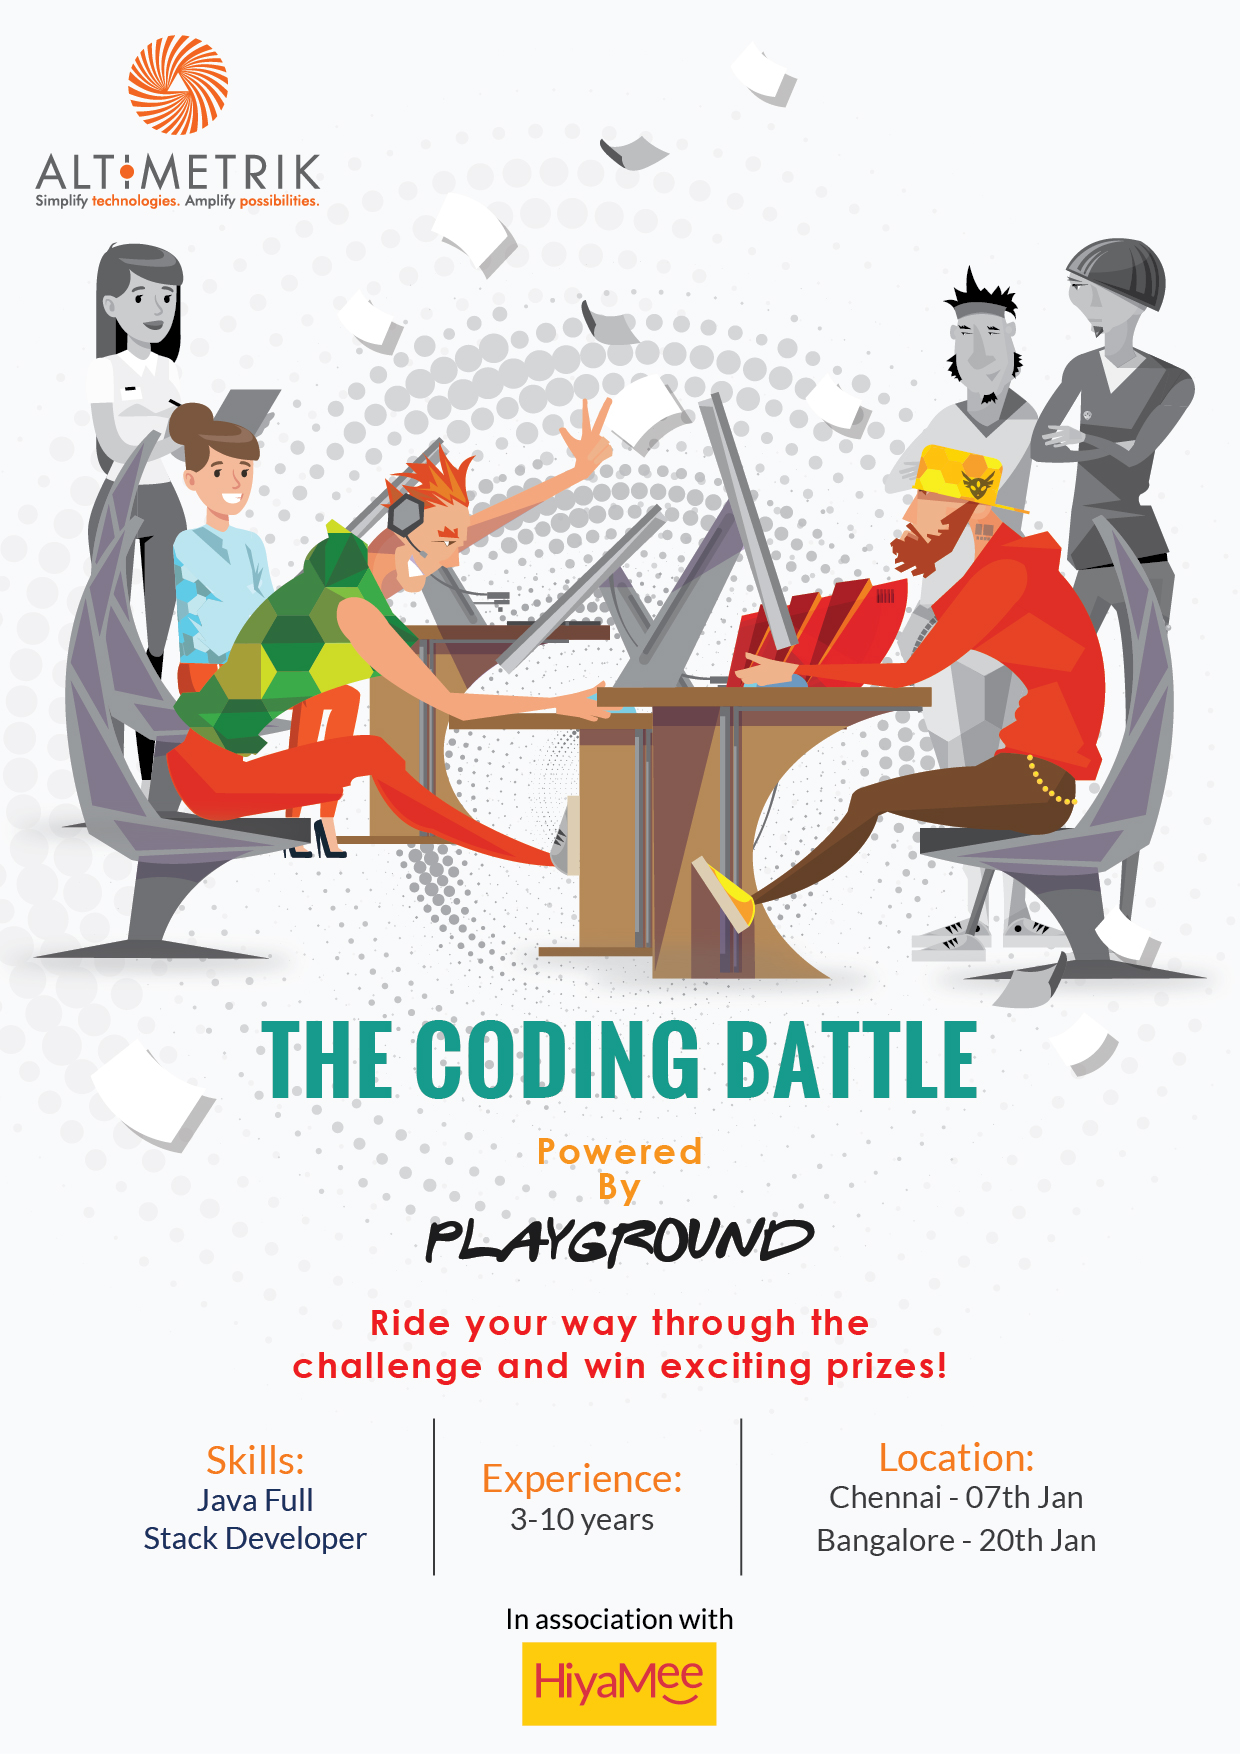 ALTIMETRIK
Simplify technologies. Amplify possibilities.
THE CODING BATTLE
Powered
By
PLAYGROUND
Ride your way through the
challenge and win exciting prizes!
Skills:
Java Full
Stack Developer
Experience:
3-10 years
Location:
Chennai - 07th Jan
Bangalore - 20th Jan
In association with
HiyaMee